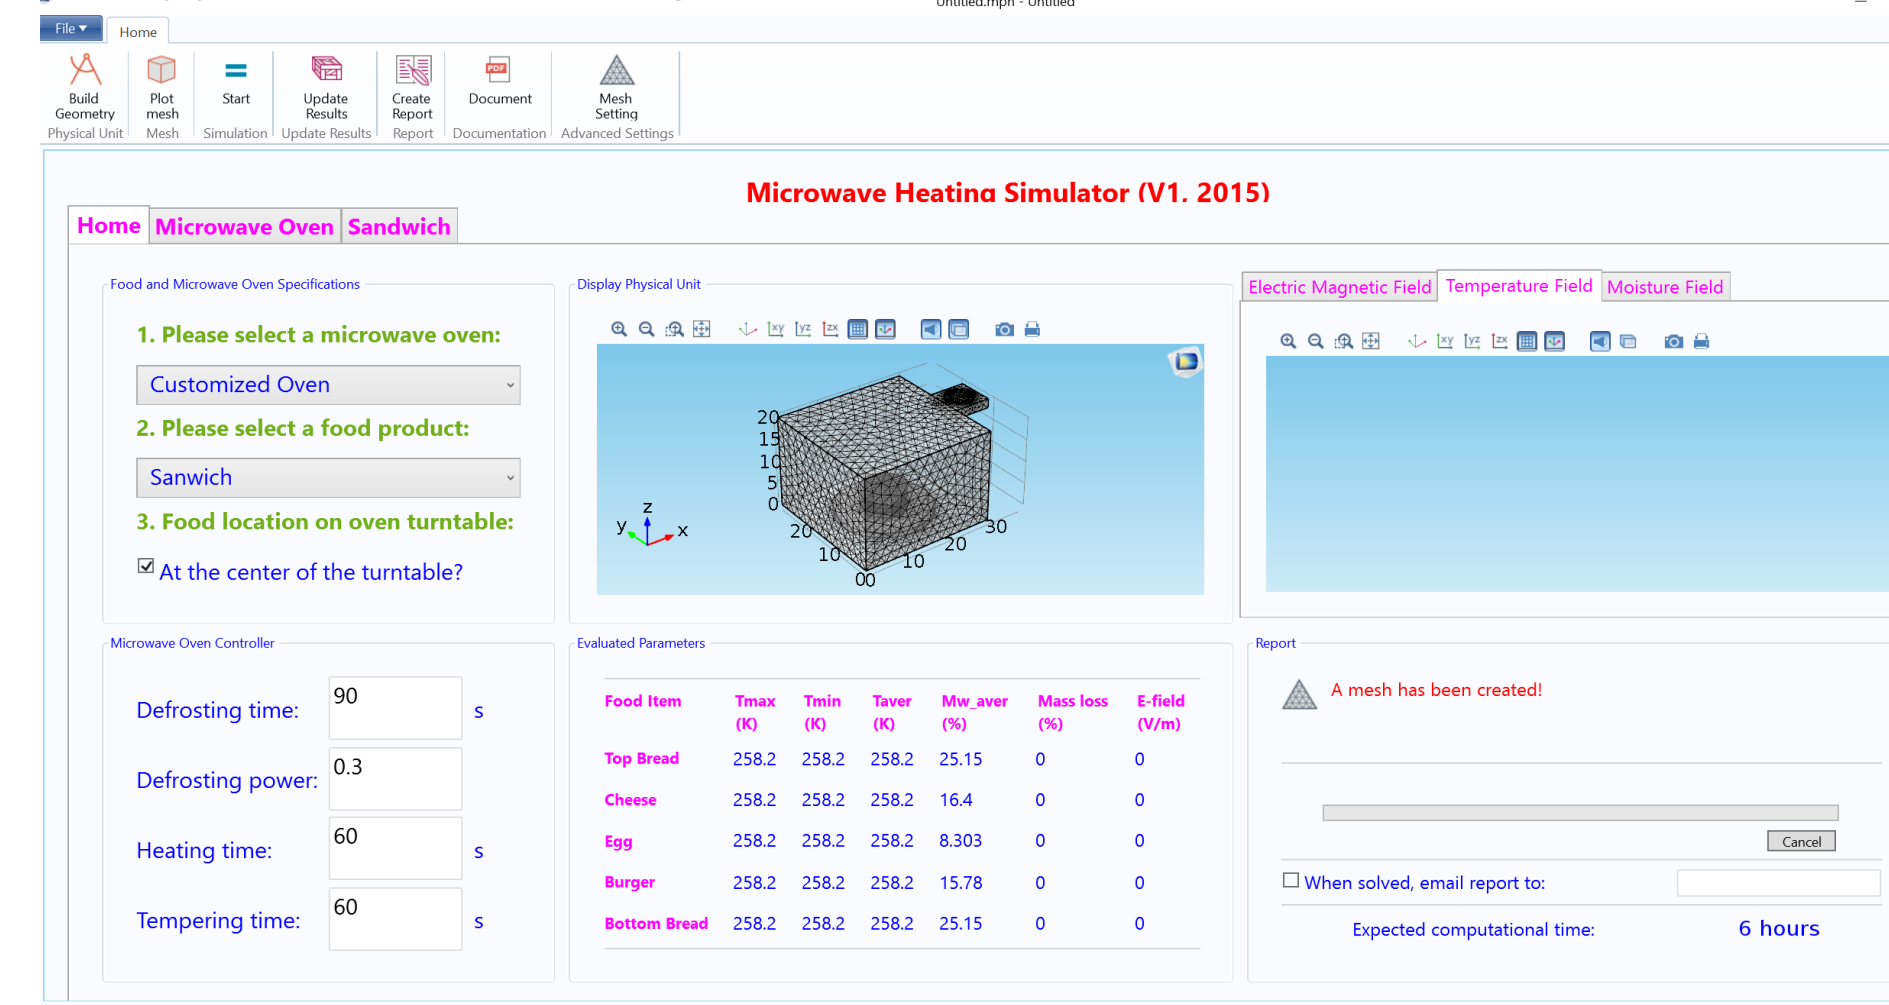 Untitled.mph - Untitled
File
Home
Build Geometry
Plot mesh
Start
Update Results
Create Report
PDF
Document
Mesh Setting
Physical Unit
Mesh
Simulation
Update Results
Report
Documentation
Advanced Settings
Microwave Heating Simulator (V1. 2015)
Home
Microwave Oven
Sandwich
Food and Microwave Oven Specifications
1. Please select a microwave oven:
Customized Oven
2. Please select a food product:
Sanwich
3. Food location on oven turntable:
At the center of the turntable?
Display Physical Unit
xy yz zx
20
15
10
5
0
20
10
0
0
10
20
30
z
y
x
Electric Magnetic Field
Temperature Field
Moisture Field
xy yz zx
Microwave Oven Controller
Defrosting time: 90 s
Defrosting power: 0.3
Heating time: 60 s
Tempering time: 60 s
Evaluated Parameters
Food Item Tmax Tmin Taver Mw_aver Mass loss E-field
(K) (K) (K) (%) (%) (V/m)
Top Bread 258.2 258.2 258.2 25.15 0 0
Cheese 258.2 258.2 258.2 16.4 0 0
Egg 258.2 258.2 258.2 8.303 0 0
Burger 258.2 258.2 258.2 15.78 0 0
Bottom Bread 258.2 258.2 258.2 25.15 0 0
Report
A mesh has been created!
Cancel
When solved, email report to:
Expected computational time: 6 hours